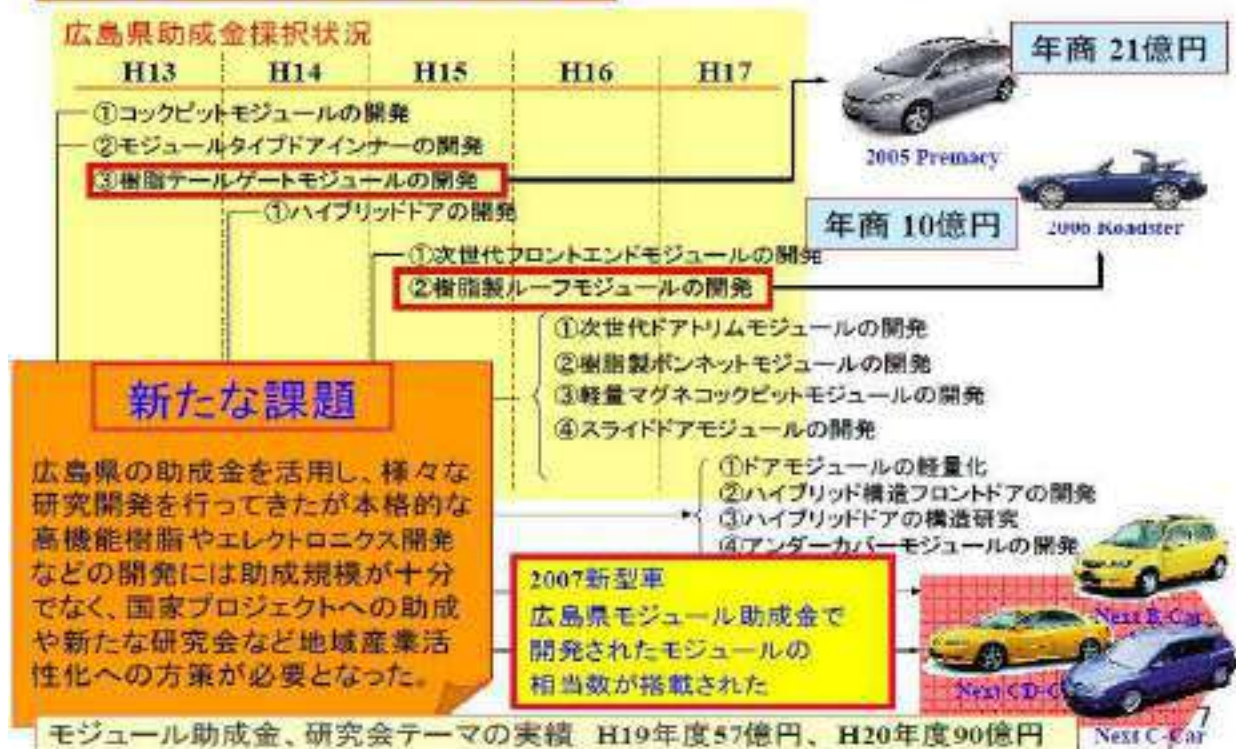 広島県助成金採択状況
H13 H14 H15 H16 H17
①コックピットモジュールの開発
②モジュールタイプドアインナーの開発
③樹脂テールゲートモジュールの開発
①ハイブリッドドアの開発
①次世代フロントエンドモジュールの開発
②樹脂製ルーフモジュールの開発
①次世代ドアトリムモジュールの開発
②樹脂製ボンネットモジュールの開発
③軽量マグネコックピットモジュールの開発
④スライドドアモジュールの開発
①ドアモジュールの軽量化
②ハイブリッド構造フロントドアの開発
③ハイブリッドドアの構造研究
④アンダーカバーモジュールの開発
年商 21億円
2005 Premacy
年商 10億円
2006 Roadster
新たな課題
広島県の助成金を活用し、様々な
研究開発を行ってきたが本格的な
高機能樹脂やエレクトロニクス開発
などの開発には助成規模が十分
でなく、国家プロジェクトへの助成
や新たな研究会など地域産業活
性化への方策が必要となった。
2007新型車
広島県モジュール助成金で
開発されたモジュールの
相当数が搭載された
Next B-Car
Next CD-C
Next C-Car
モジュール助成金、研究会テーマの実績 H19年度57億円、H20年度90億円
7